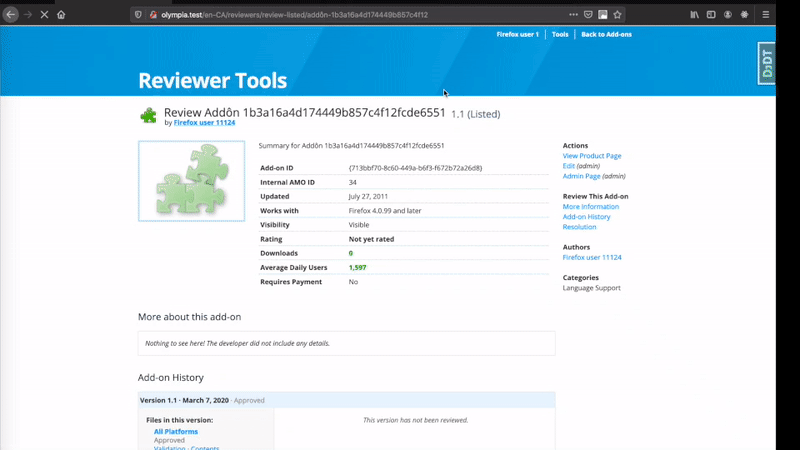 olympia.test/en-CA/reviewers/review-listed/addôn-1b3a16a4d174449b857c4f12
Firefox user 1 Tools Back to Add-ons
DJDT
Reviewer Tools
Review Addôn 1b3a16a4d174449b857c4f12fcde6551 1.1 (Listed)
by Firefox user 11124
Summary for Addôn 1b3a16a4d174449b857c4f12fcde6551
Add-on ID {713bbf70-8c60-449a-b6f3-f672b72a26d8}
Internal AMO ID 34
Updated July 27, 2011
Works with Firefox 4.0.99 and later
Visibility Visible
Rating Not yet rated
Downloads 0
Average Daily Users 1,597
Requires Payment No
Actions
View Product Page
Edit (admin)
Admin Page (admin)
Review This Add-on
More Information
Add-on History
Resolution
Authors
Firefox user 11124
Categories
Language Support
More about this add-on
Nothing to see here! The developer did not include any details.
Add-on History
Version 1.1 · March 7, 2020 · Approved
Files in this version:
All Platforms
Approved
Validation · Contents
This version has not been reviewed.